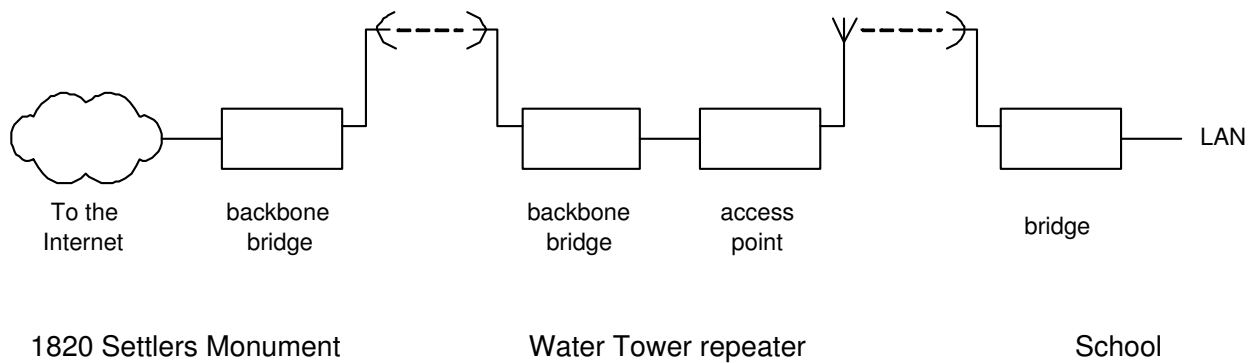 LAN
To the
Internet
backbone
bridge
backbone
bridge
access
point
bridge
1820 Settlers Monument
Water Tower repeater
School